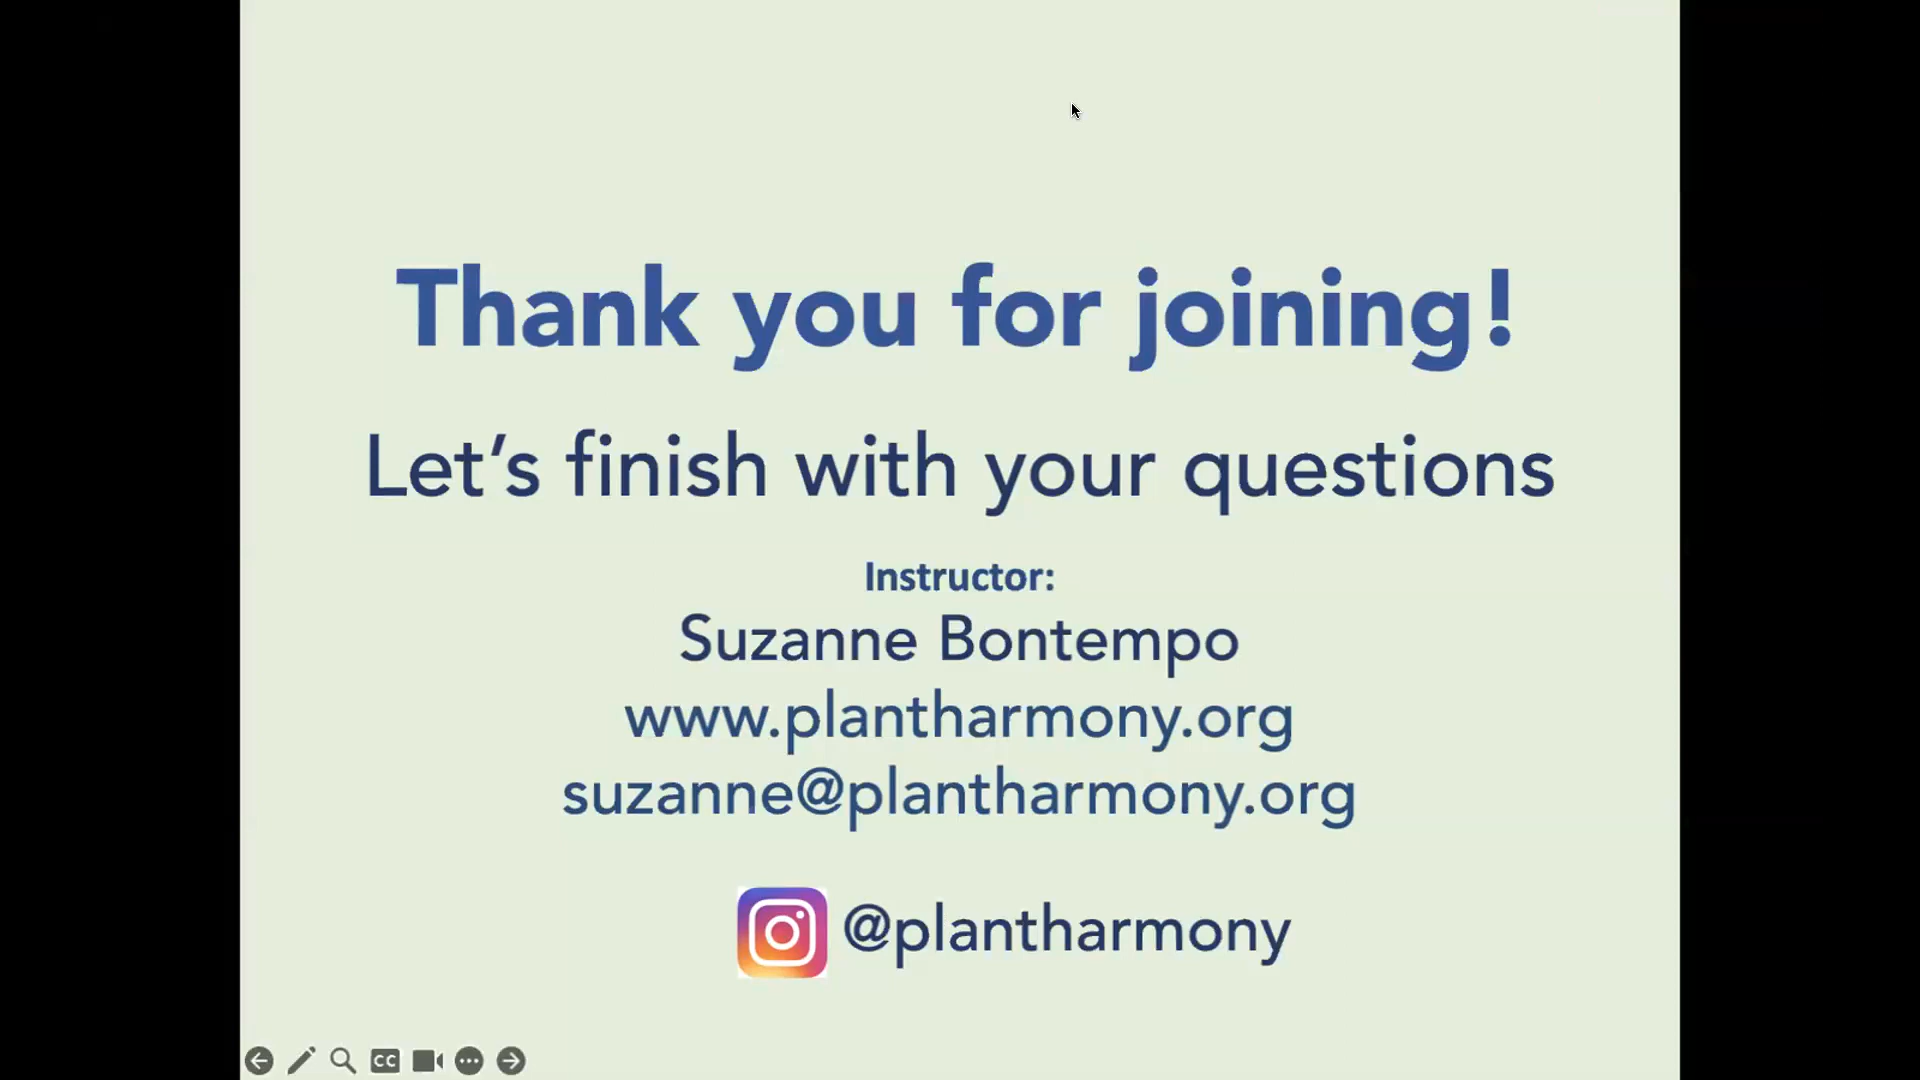 Thank you for joining!
Let’s finish with your questions
Instructor:
Suzanne Bontempo
www.plantharmony.org
suzanne@plantharmony.org
@plantharmony
CC